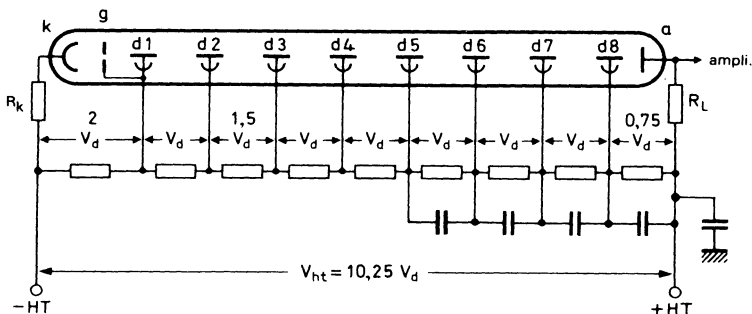 k g d1 d2 d3 d4 d5 d6 d7 d8 a
ampli.
Rk RL
2 1,5 0,75
Vd Vd Vd Vd Vd Vd Vd Vd Vd
Vht = 10,25 Vd
−HT +HT